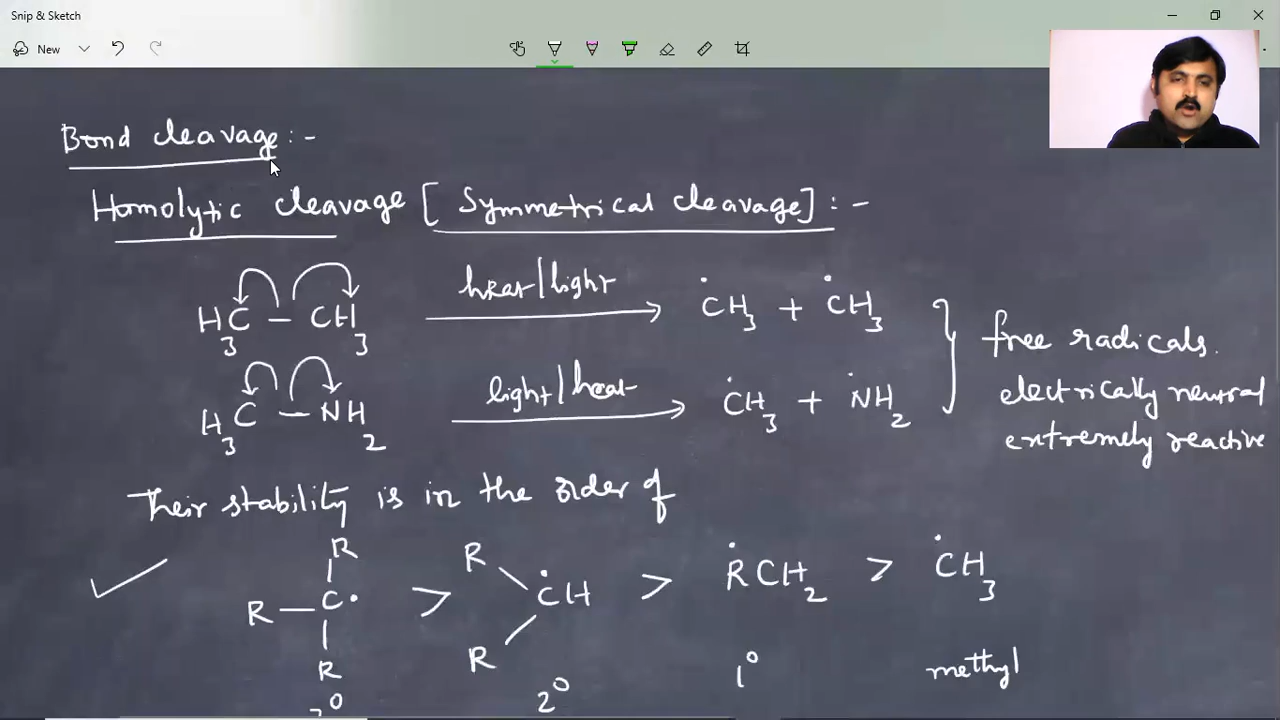 Snip & Sketch
New
Bond cleavage:-
Homolytic cleavage [Symmetrical cleavage]:-
H₃C – CH₃ heat/light → ĊH₃ + ĊH₃
H₃C – NH₂ light/heat → ĊH₃ + ṄH₂
free radicals.
electrically neutral
extremely reactive
Their stability is in the order of
R
R – C• > R ĊH > ṘCH₂ > ĊH₃
R R
2° 1° methyl